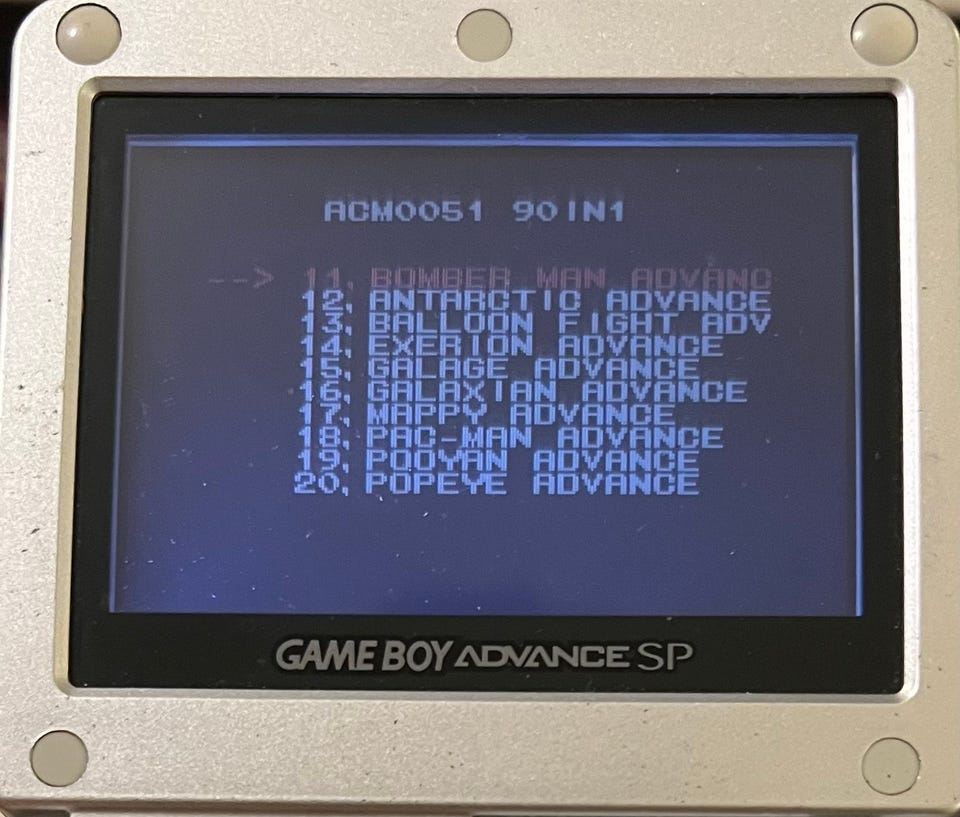 ACM0051 90IN1
--> 11. BOMBER MAN ADVANC
12. ANTARCTIC ADVANCE
13. BALLOON FIGHT ADV
14. EXERION ADVANCE
15. GALAGE ADVANCE
16. GALAXIAN ADVANCE
17. MAPPY ADVANCE
18. PAC-MAN ADVANCE
19. POOYAN ADVANCE
20. POPEYE ADVANCE
GAME BOY ADVANCE SP